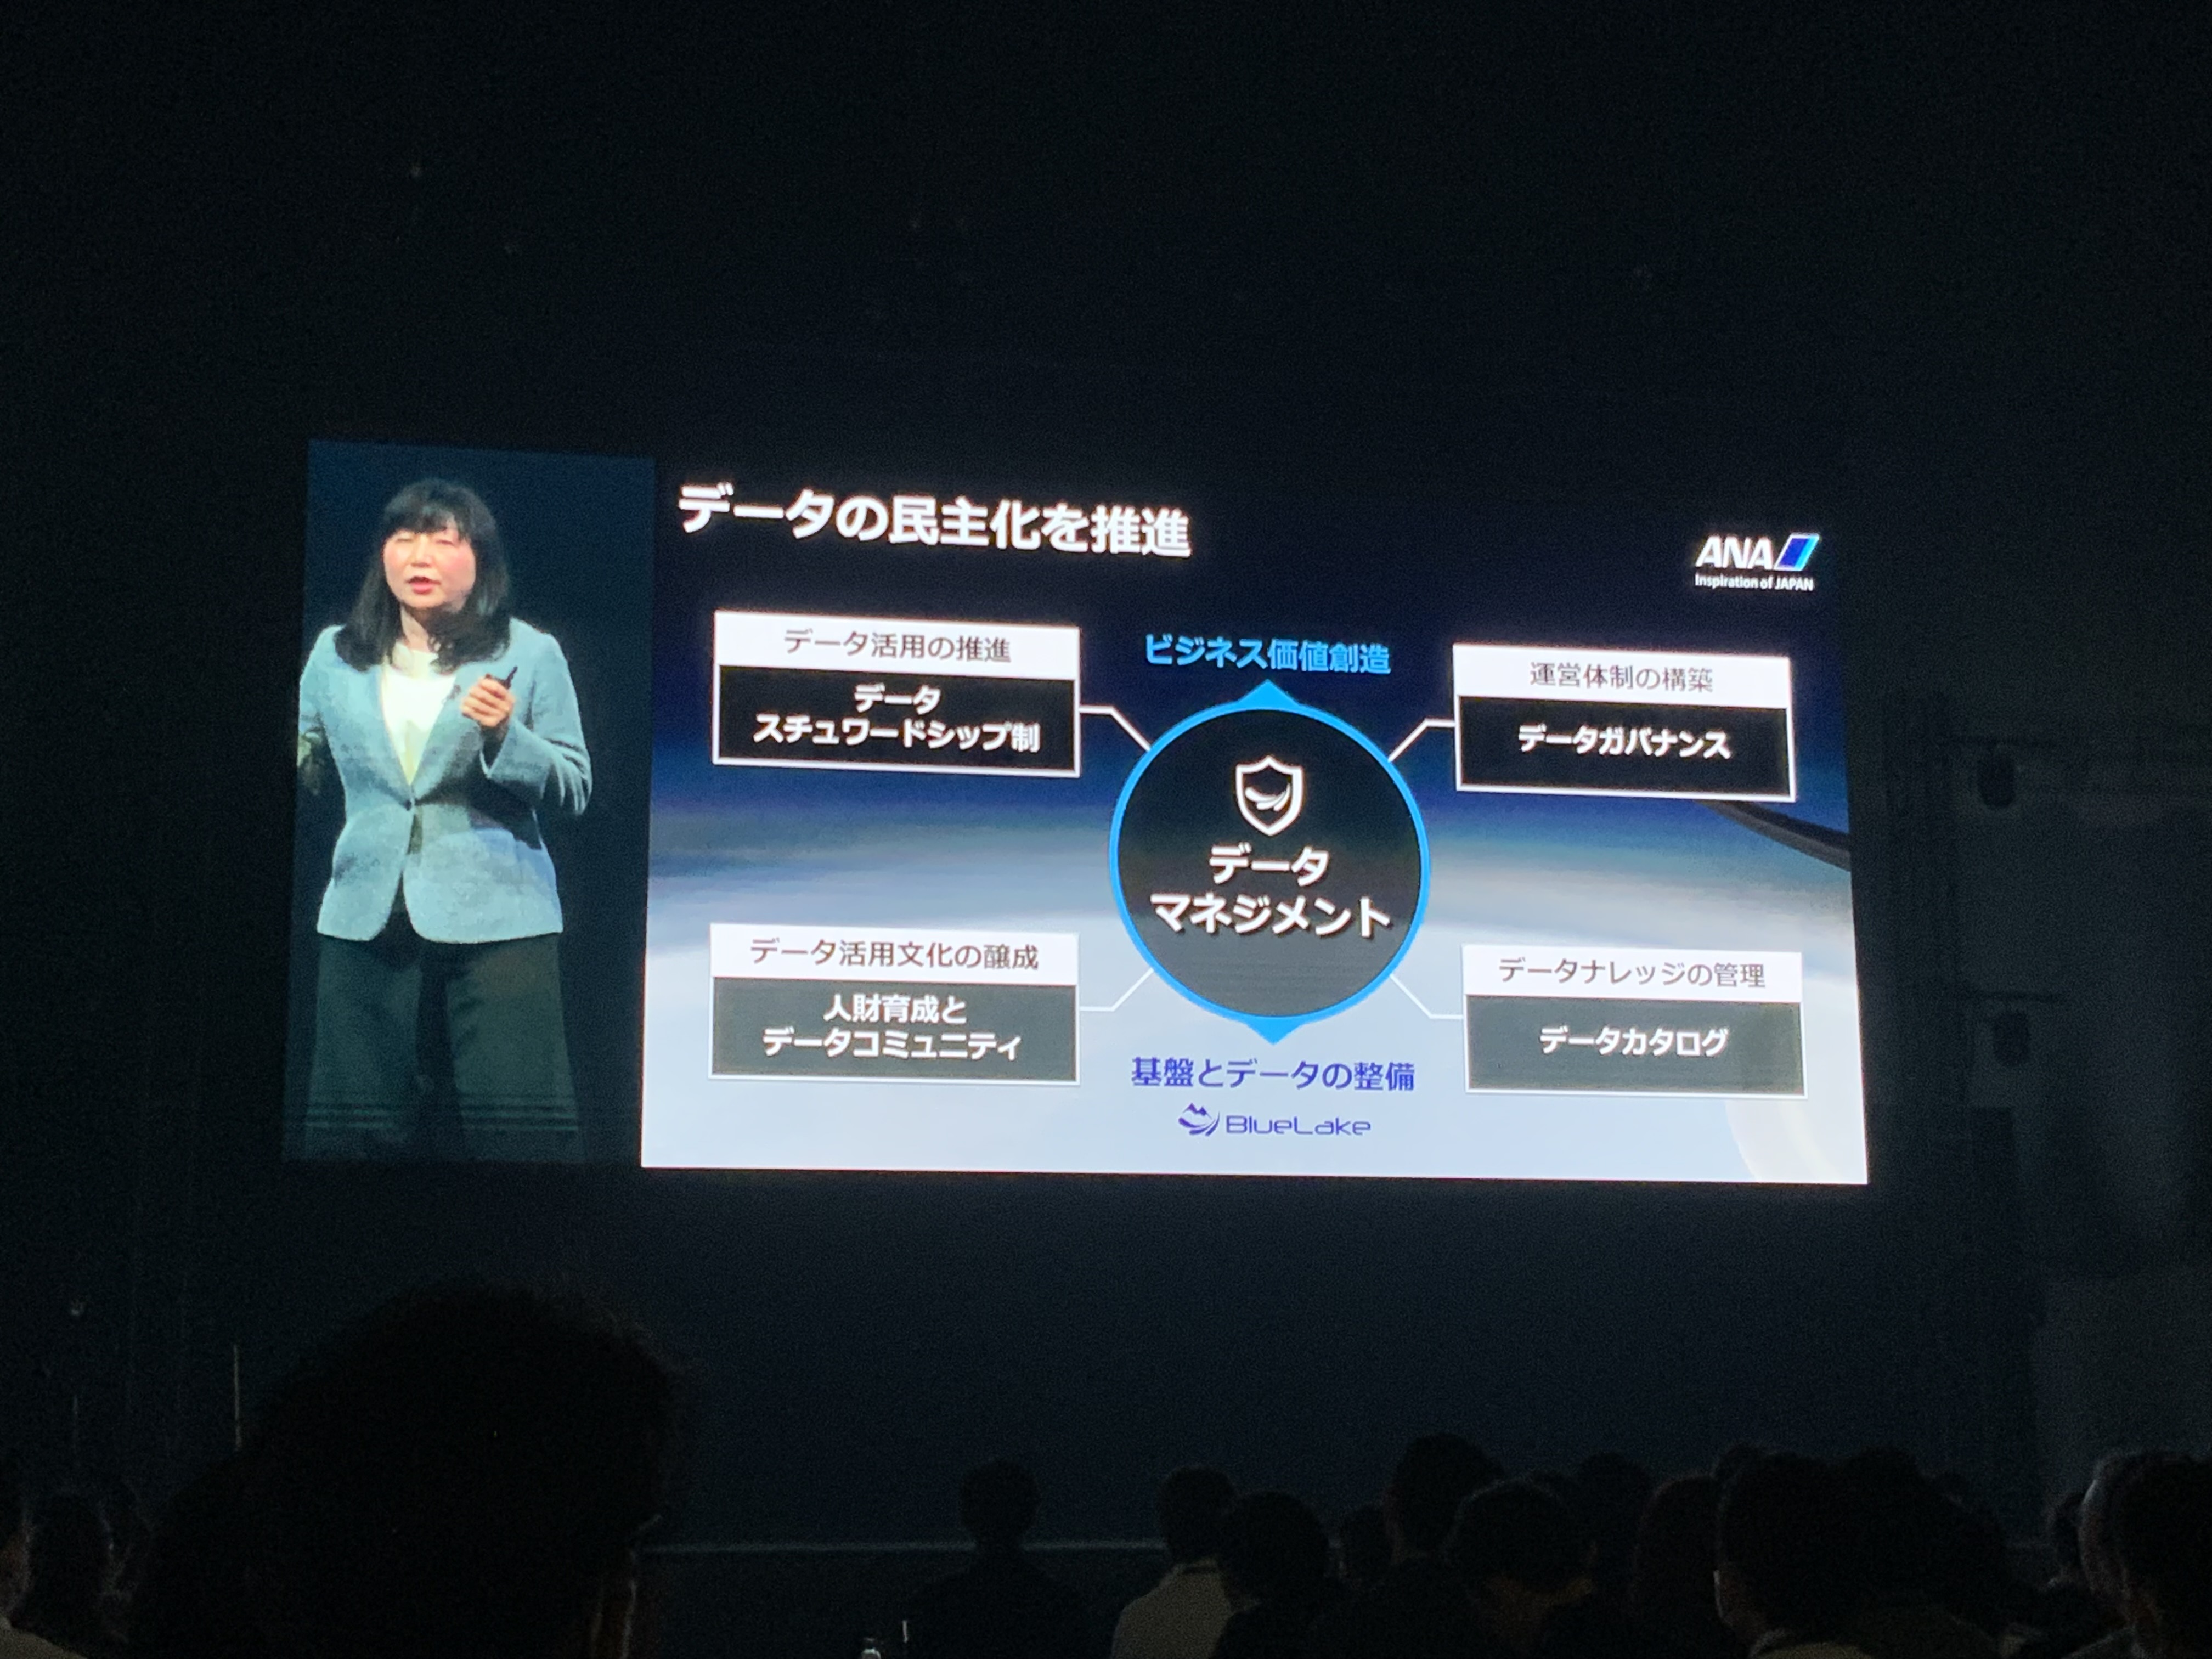 データの民主化を推進
ANA
Inspiration of JAPAN
データ活用の推進
データ
スチュワードシップ制
ビジネス価値創造
運営体制の構築
データガバナンス
データ
マネジメント
データ活用文化の醸成
人財育成と
データコミュニティ
データナレッジの管理
データカタログ
基盤とデータの整備
BlueLake